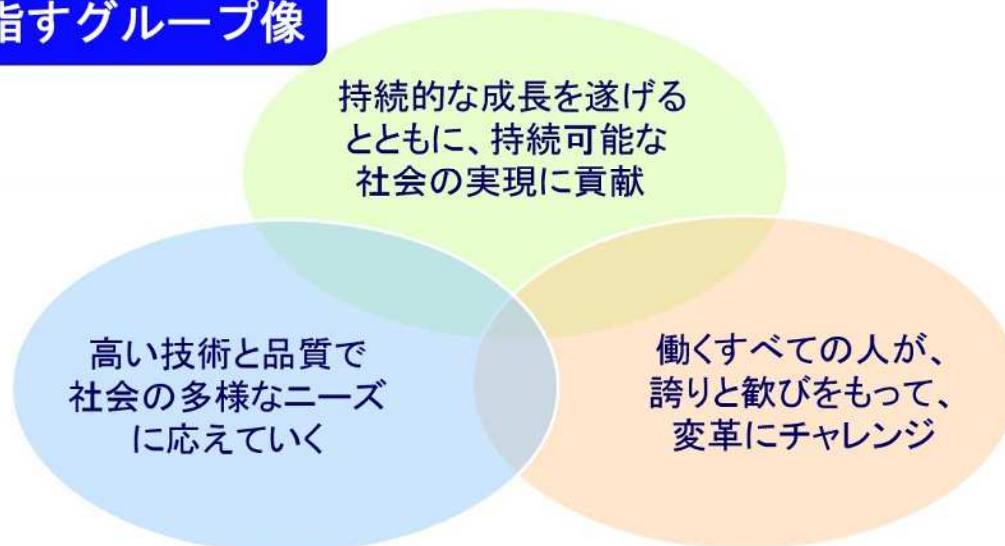 指すグループ像
持続的な成長を遂げる
とともに、持続可能な
社会の実現に貢献
高い技術と品質で
社会の多様なニーズ
に応えていく
働くすべての人が、
誇りと歓びをもって、
変革にチャレンジ